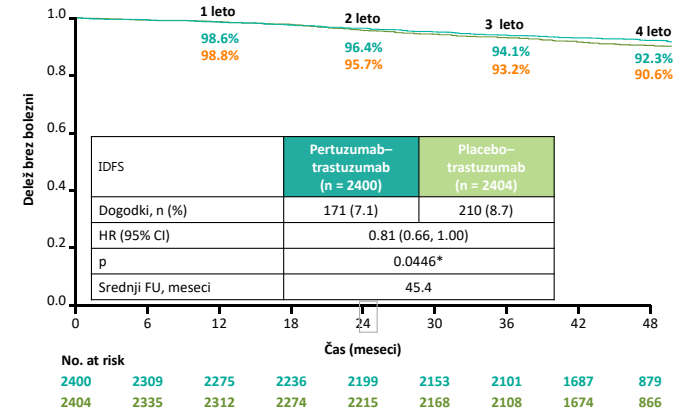 1 leto
2 leto
3 leto
4 leto
98.6%
96.4%
94.1%
92.3%
98.8%
95.7%
93.2%
90.6%
Delež brez bolezni
1.0
0.8
0.6
0.4
0.2
0.0
IDFS
Pertuzumab–
trastuzumab
(n = 2400)
Placebo–
trastuzumab
(n = 2404)
Dogodki, n (%)
171 (7.1)
210 (8.7)
HR (95% CI)
0.81 (0.66, 1.00)
p
0.0446*
Srednji FU, meseci
45.4
0 6 12 18 24 30 36 42 48
Čas (meseci)
No. at risk
2400 2309 2275 2236 2199 2153 2101 1687 879
2404 2335 2312 2274 2215 2168 2108 1674 866